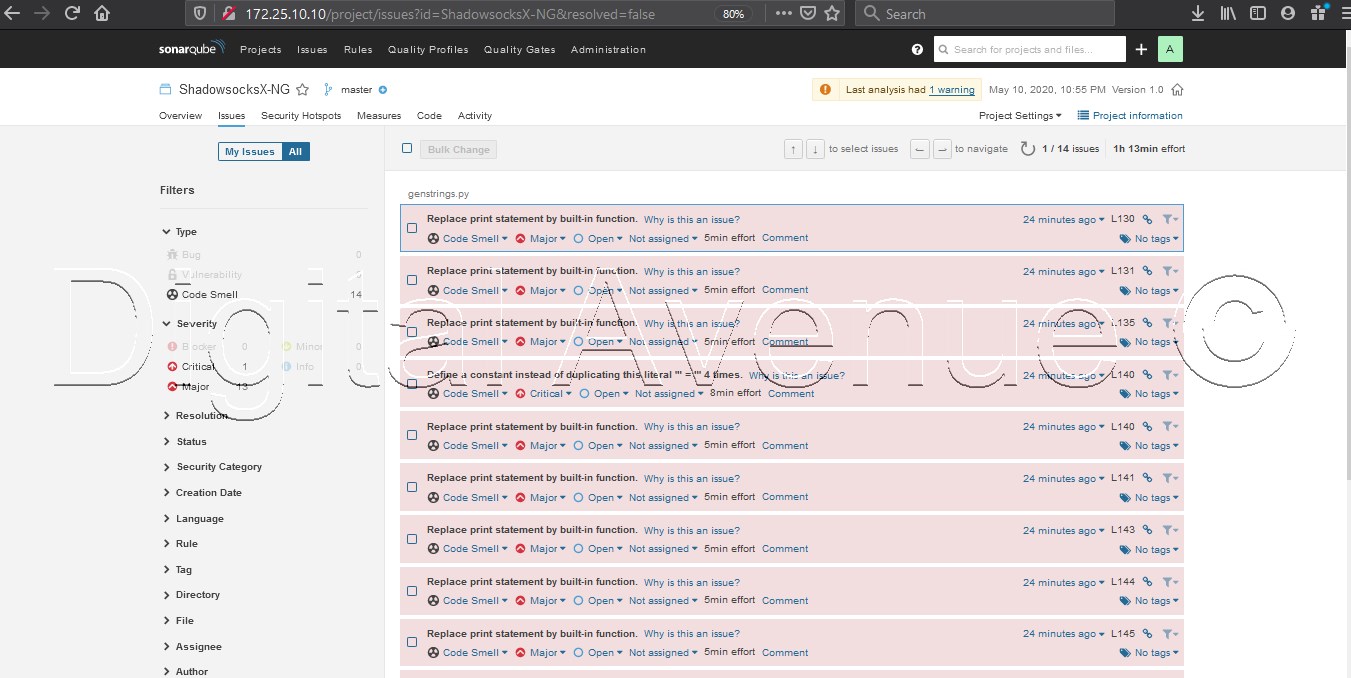 172.25.10.10/project/issues?id=ShadowsocksX-NG&resolved=false 80% Search
sonarqube Projects Issues Rules Quality Profiles Quality Gates Administration ? Search for projects and files... + A
ShadowsocksX-NG master Last analysis had 1 warning May 10, 2020, 10:55 PM Version 1.0
Overview Issues Security Hotspots Measures Code Activity Project Settings Project information
My Issues All Bulk Change ↑ ↓ to select issues ← → to navigate 1 / 14 issues 1h 13min effort
Filters
Type
Bug 0
Vulnerability 0
Code Smell 14
Severity
Blocker 0 Minor 0
Critical 1 Info 0
Major 13
Resolution
Status
Security Category
Creation Date
Language
Rule
Tag
Directory
File
Assignee
Author
genstrings.py
Replace print statement by built-in function. Why is this an issue? 24 minutes ago L130
Code Smell Major Open Not assigned 5min effort Comment No tags
Replace print statement by built-in function. Why is this an issue? 24 minutes ago L131
Code Smell Major Open Not assigned 5min effort Comment No tags
Replace print statement by built-in function. Why is this an issue? 24 minutes ago L135
Code Smell Major Open Not assigned 5min effort Comment No tags
Define a constant instead of duplicating this literal "' = '" 4 times. Why is this an issue? 24 minutes ago L140
Code Smell Critical Open Not assigned 8min effort Comment No tags
Replace print statement by built-in function. Why is this an issue? 24 minutes ago L140
Code Smell Major Open Not assigned 5min effort Comment No tags
Replace print statement by built-in function. Why is this an issue? 24 minutes ago L141
Code Smell Major Open Not assigned 5min effort Comment No tags
Replace print statement by built-in function. Why is this an issue? 24 minutes ago L143
Code Smell Major Open Not assigned 5min effort Comment No tags
Replace print statement by built-in function. Why is this an issue? 24 minutes ago L144
Code Smell Major Open Not assigned 5min effort Comment No tags
Replace print statement by built-in function. Why is this an issue? 24 minutes ago L145
Code Smell Major Open Not assigned 5min effort Comment No tags
Digital Avenue ©